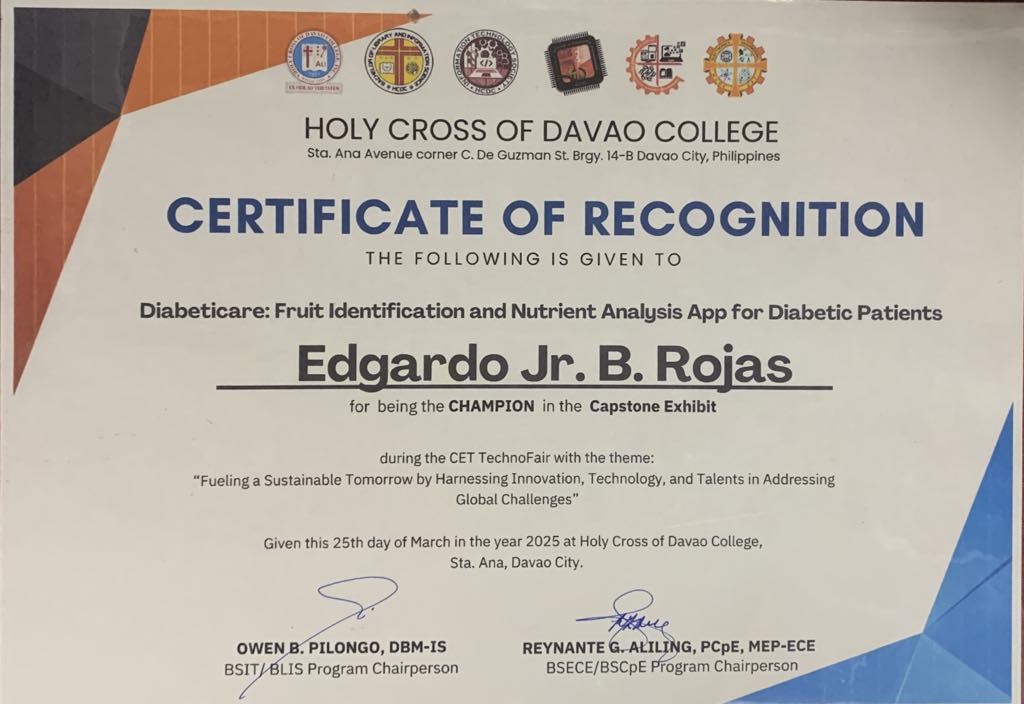 HOLY CROSS OF DAVAO COLLEGE
Sta. Ana Avenue corner C. De Guzman St. Brgy. 14-B Davao City, Philippines
CERTIFICATE OF RECOGNITION
THE FOLLOWING IS GIVEN TO
Diabeticare: Fruit Identification and Nutrient Analysis App for Diabetic Patients
Edgardo Jr. B. Rojas
for being the CHAMPION in the Capstone Exhibit
during the CET TechnoFair with the theme:
“Fueling a Sustainable Tomorrow by Harnessing Innovation, Technology, and Talents in Addressing
Global Challenges”
Given this 25th day of March in the year 2025 at Holy Cross of Davao College,
Sta. Ana, Davao City.
OWEN B. PILONGO, DBM-IS
BSIT/BLIS Program Chairperson
REYNANTE G. ALILING, PCpE, MEP-ECE
BSECE/BSCpE Program Chairperson